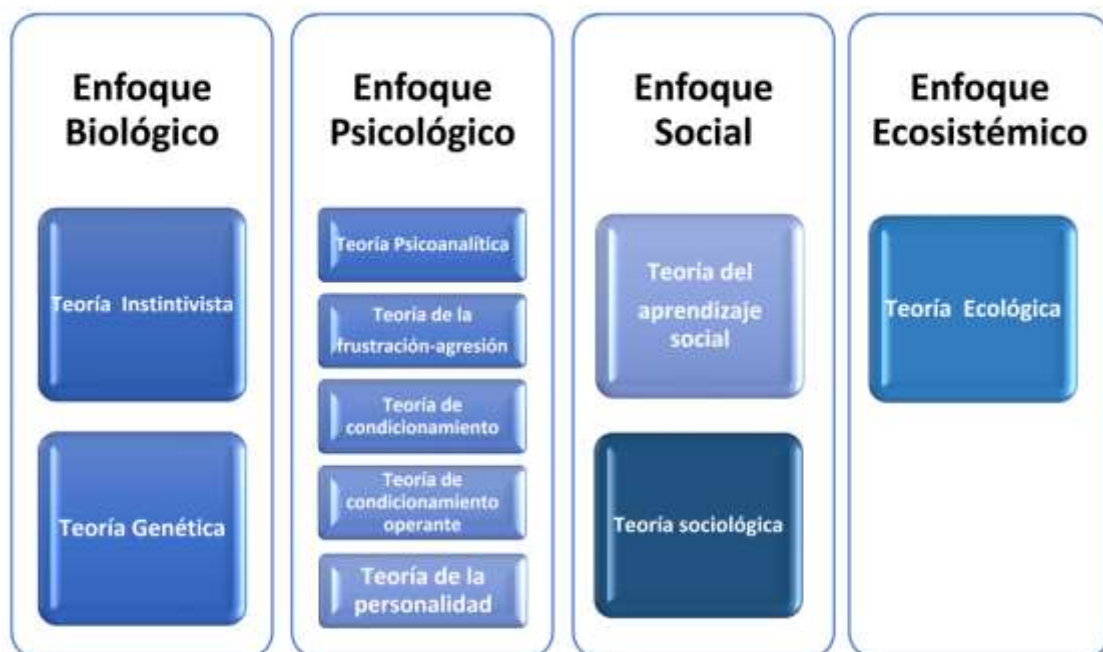 Enfoque
Biológico
Teoría Instintivista
Teoría Genética
Enfoque
Psicológico
Teoría Psicoanalítica
Teoría de la
frustración-agresión
Teoría de
condicionamiento
Teoría de
condicionamiento
operante
Teoría de la
personalidad
Enfoque
Social
Teoría del
aprendizaje
social
Teoría sociológica
Enfoque
Ecosistémico
Teoría Ecológica